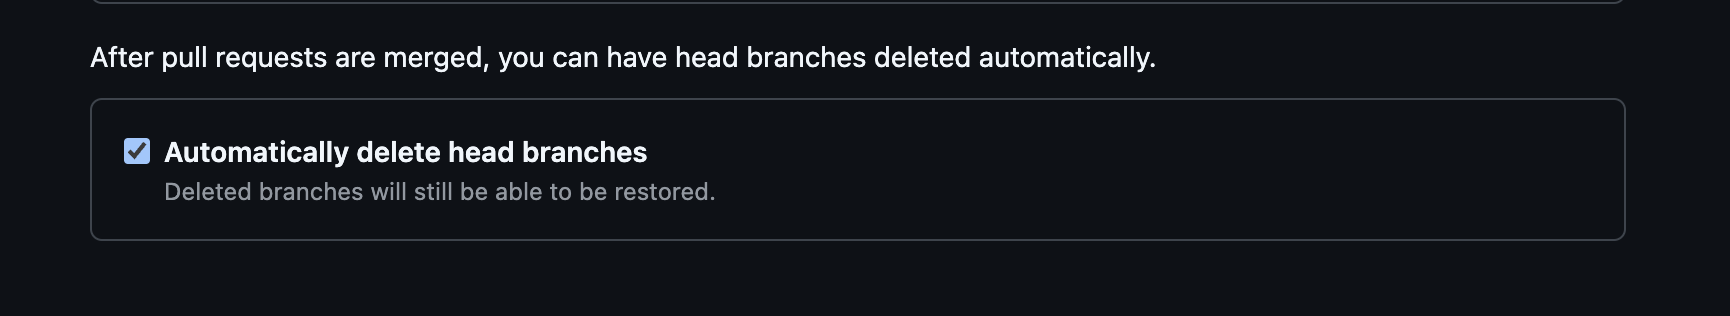 After pull requests are merged, you can have head branches deleted automatically.
Automatically delete head branches
Deleted branches will still be able to be restored.